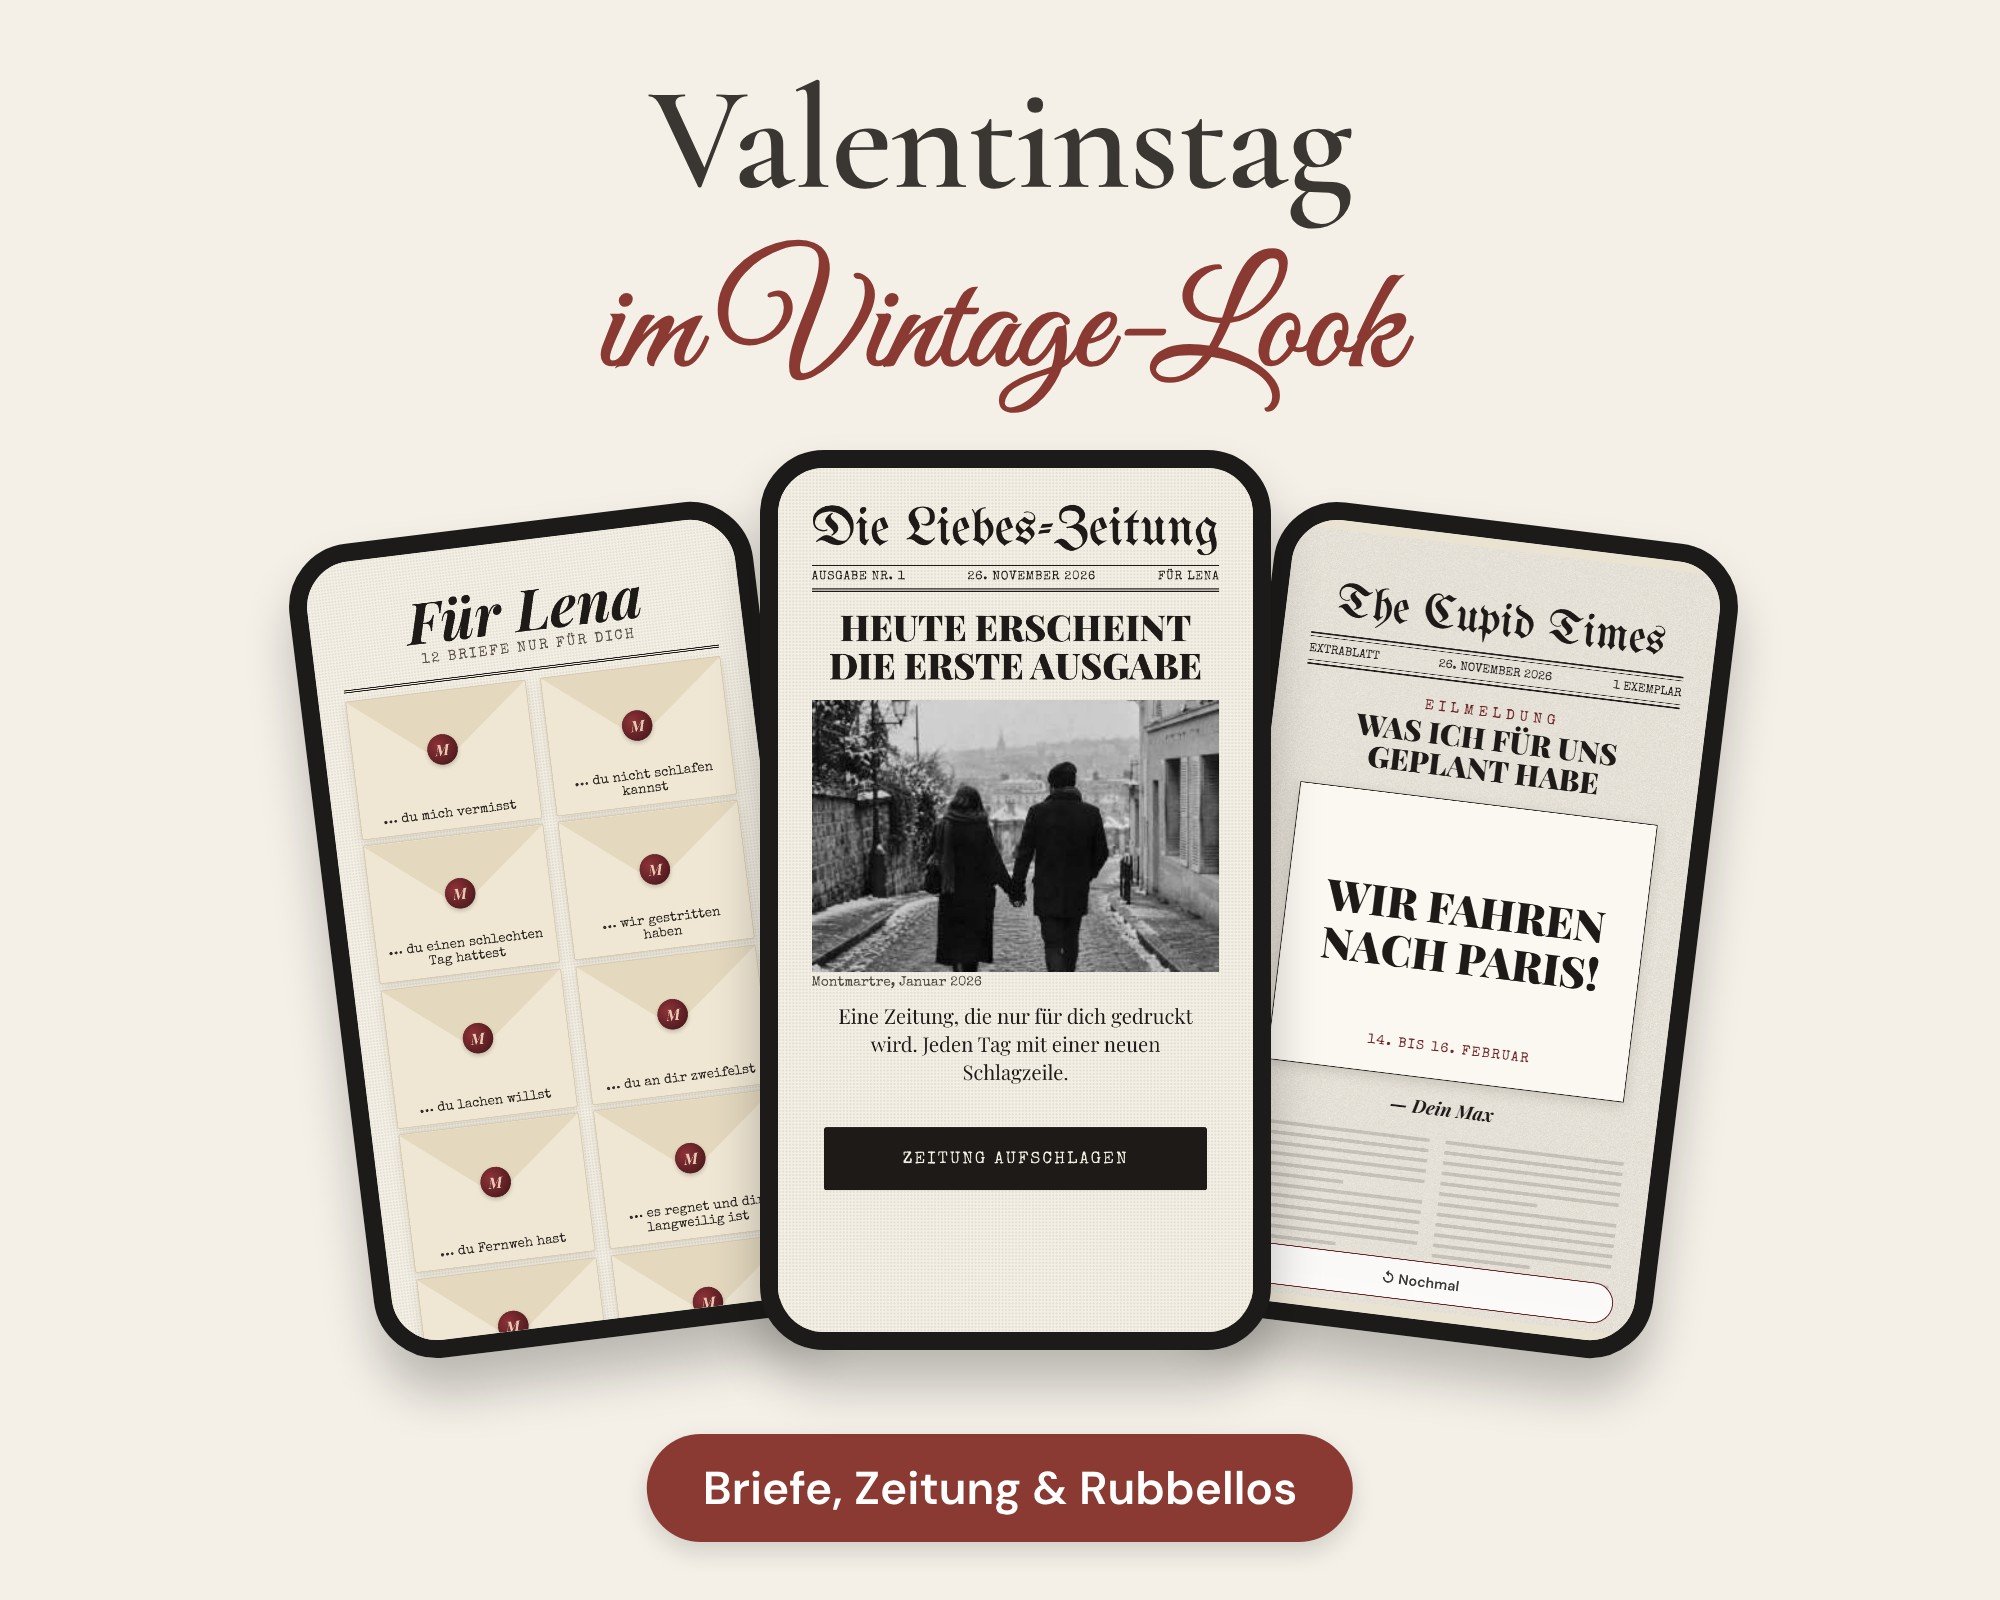 Valentinstag
im Vintage-Look
Für Lena
12 BRIEFE NUR FÜR DICH
M
... du mich vermisst
M
... du nicht schlafen
kannst
M
... du einen schlechten
Tag hattest
M
... wir gestritten
haben
M
... du lachen willst
M
... du an dir zweifelst
M
... du Fernweh hast
M
... es regnet und dir
langweilig ist
M
M
Die Liebes-Zeitung
AUSGABE NR. 1 26. NOVEMBER 2026 FÜR LENA
HEUTE ERSCHEINT
DIE ERSTE AUSGABE
Montmartre, Januar 2026
Eine Zeitung, die nur für dich gedruckt
wird. Jeden Tag mit einer neuen
Schlagzeile.
ZEITUNG AUFSCHLAGEN
The Cupid Times
EXTRABLATT 26. NOVEMBER 2026 1 EXEMPLAR
EILMELDUNG
WAS ICH FÜR UNS
GEPLANT HABE
WIR FAHREN
NACH PARIS!
14. BIS 16. FEBRUAR
— Dein Max
Nochmal
Briefe, Zeitung & Rubbellos